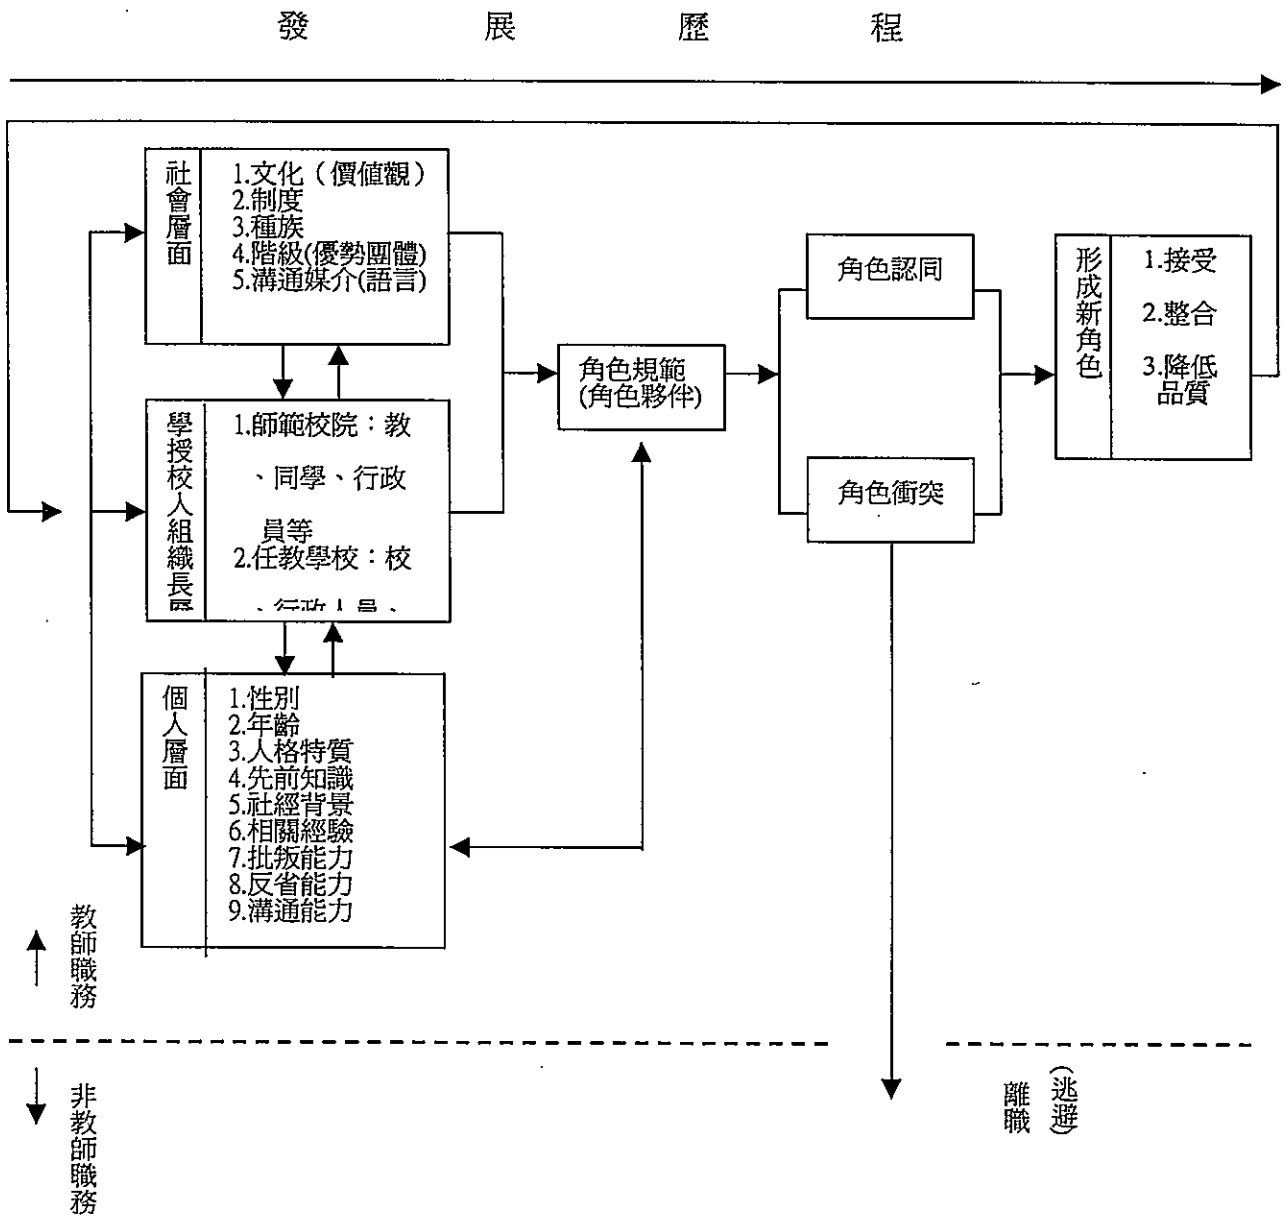 發展歷程
社會層面
1.文化（價值觀）
2.制度
3.種族
4.階級(優勢團體)
5.溝通媒介(語言)
學授校人組織長層
1.師範校院：教
、同學、行政
員等
2.任教學校：校
、行政人員、
個人層面
1.性別
2.年齡
3.人格特質
4.先前知識
5.社經背景
6.相關經驗
7.批叛能力
8.反省能力
9.溝通能力
角色規範
(角色夥伴)
角色認同
角色衝突
形成新角色
1.接受
2.整合
3.降低
品質
教師職務
非教師職務
離職
(逃避)